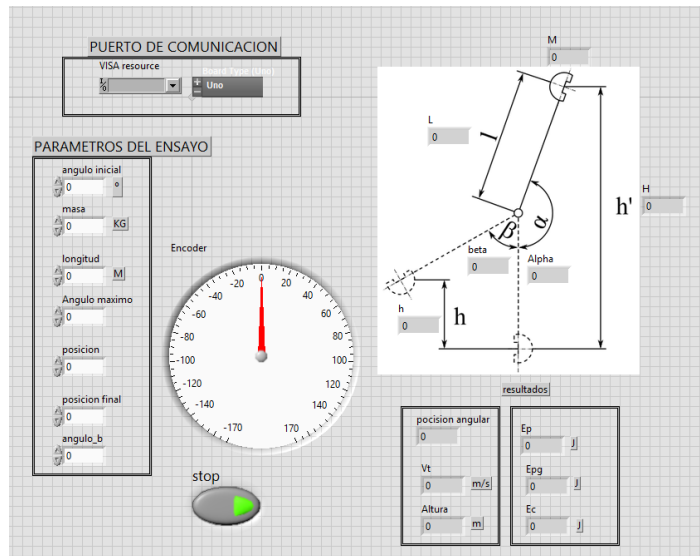 PUERTO DE COMUNICACION
VISA resource
I/0
Uno
PARAMETROS DEL ENSAYO
angulo inicial
0
º
masa
0
KG
longitud
0
M
Angulo maximo
0
posicion
0
posicion final
0
angulo_b
0
Encoder
0
-20 20
-40 40
-60 60
-80 80
-100 100
-120 120
-140 140
-170 170
stop
M
0
L
0
l
H
0
h'
α
β
beta
0
Alpha
0
h
0
h
resultados
pocision angular
0
Vt
0 m/s
Altura
0 m
Ep
0 J
Epg
0 J
Ec
0 J